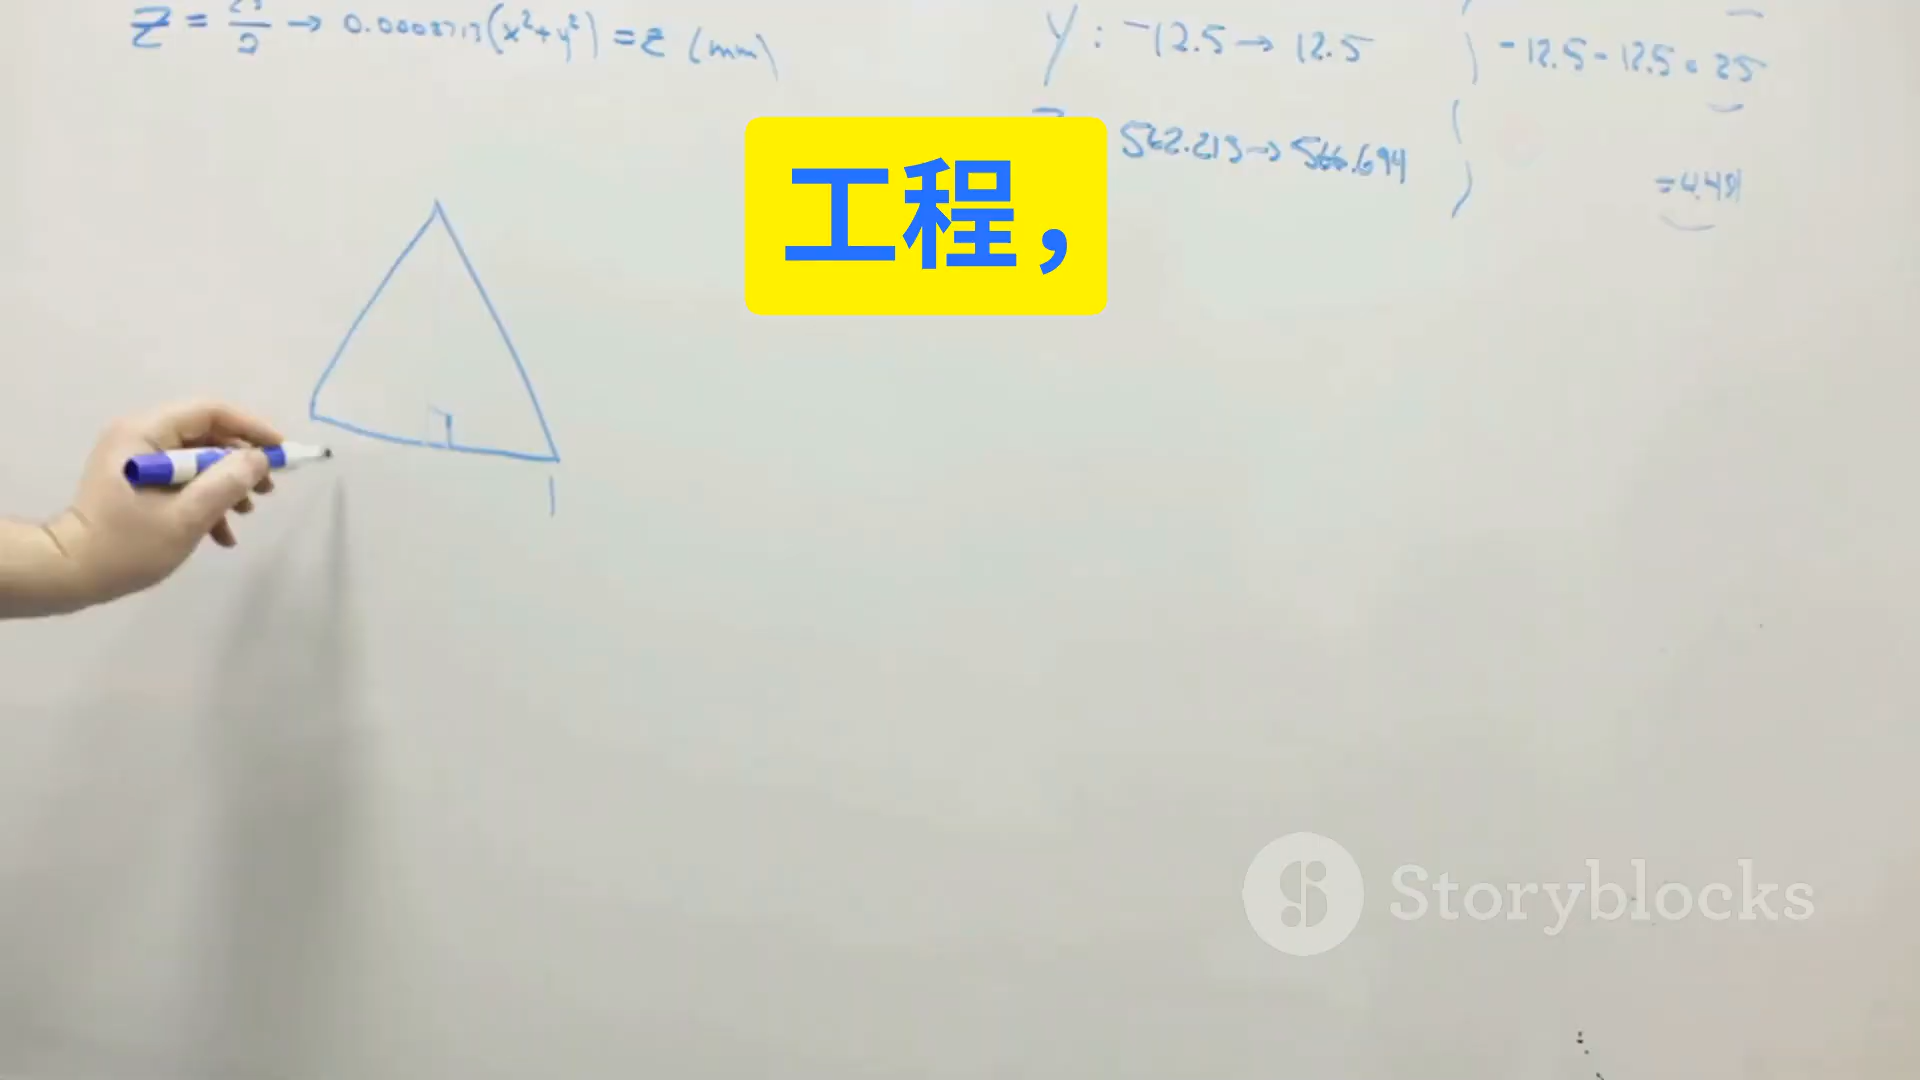 → 0.0008713(x²+y²) = z (mm)
Y: -12.5 → 12.5
-12.5 - 12.5 = 25
工程，
562.213 → 566.694
= 4.481
Storyblocks